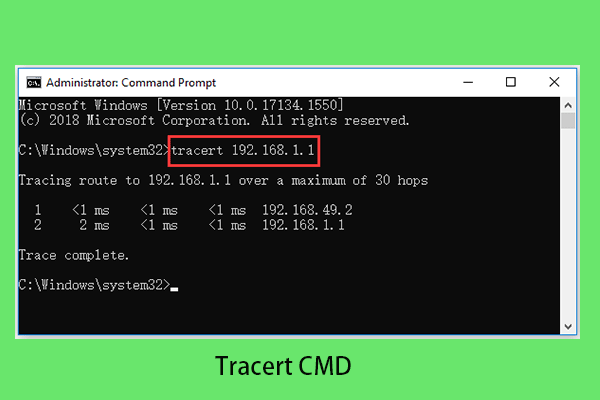 Administrator: Command Prompt
Microsoft Windows [Version 10.0.17134.1550]
(c) 2018 Microsoft Corporation. All rights reserved.
C:\Windows\system32>tracert 192.168.1.1
Tracing route to 192.168.1.1 over a maximum of 30 hops
1 <1 ms <1 ms <1 ms 192.168.49.2
2 2 ms <1 ms <1 ms 192.168.1.1
Trace complete.
C:\Windows\system32>
Tracert CMD